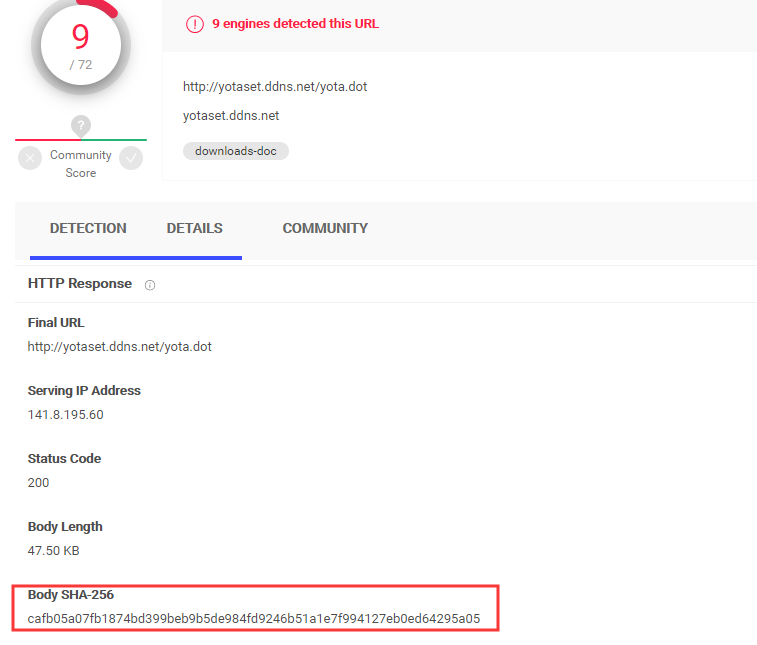 9
/ 72
?
Community
Score
9 engines detected this URL
http://yotaset.ddns.net/yota.dot
yotaset.ddns.net
downloads-doc
DETECTION DETAILS COMMUNITY
HTTP Response
Final URL
http://yotaset.ddns.net/yota.dot
Serving IP Address
141.8.195.60
Status Code
200
Body Length
47.50 KB
Body SHA-256
cafb05a07fb1874bd399beb9b5de984fd9246b51a1e7f994127eb0ed64295a05